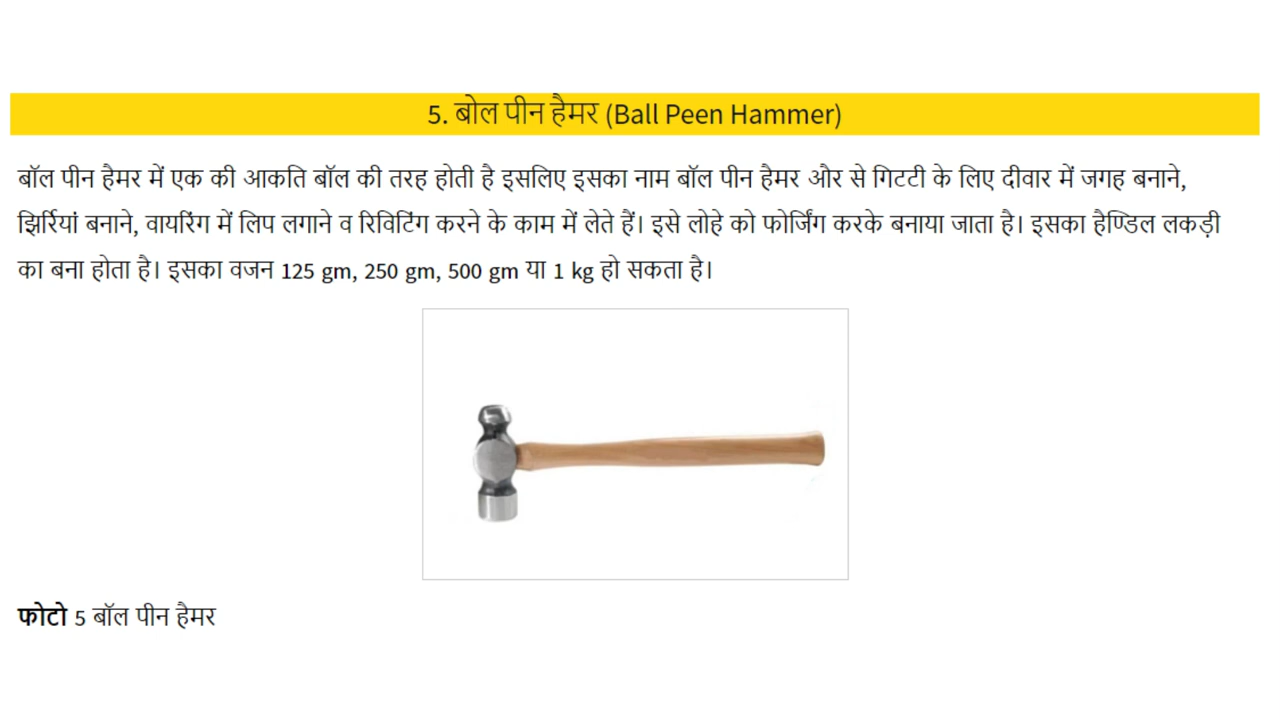 5. बोल पीन हैमर (Ball Peen Hammer)
बॉल पीन हैमर में एक की आकति बॉल की तरह होती है इसलिए इसका नाम बॉल पीन हैमर और से गिटटी के लिए दीवार में जगह बनाने,
झिर्रियां बनाने, वायरिंग में लिप लगाने व रिविटिंग करने के काम में लेते हैं। इसे लोहे को फोर्जिंग करके बनाया जाता है। इसका हैण्डिल लकड़ी
का बना होता है। इसका वजन 125 gm, 250 gm, 500 gm या 1 kg हो सकता है।
फोटो 5 बॉल पीन हैमर